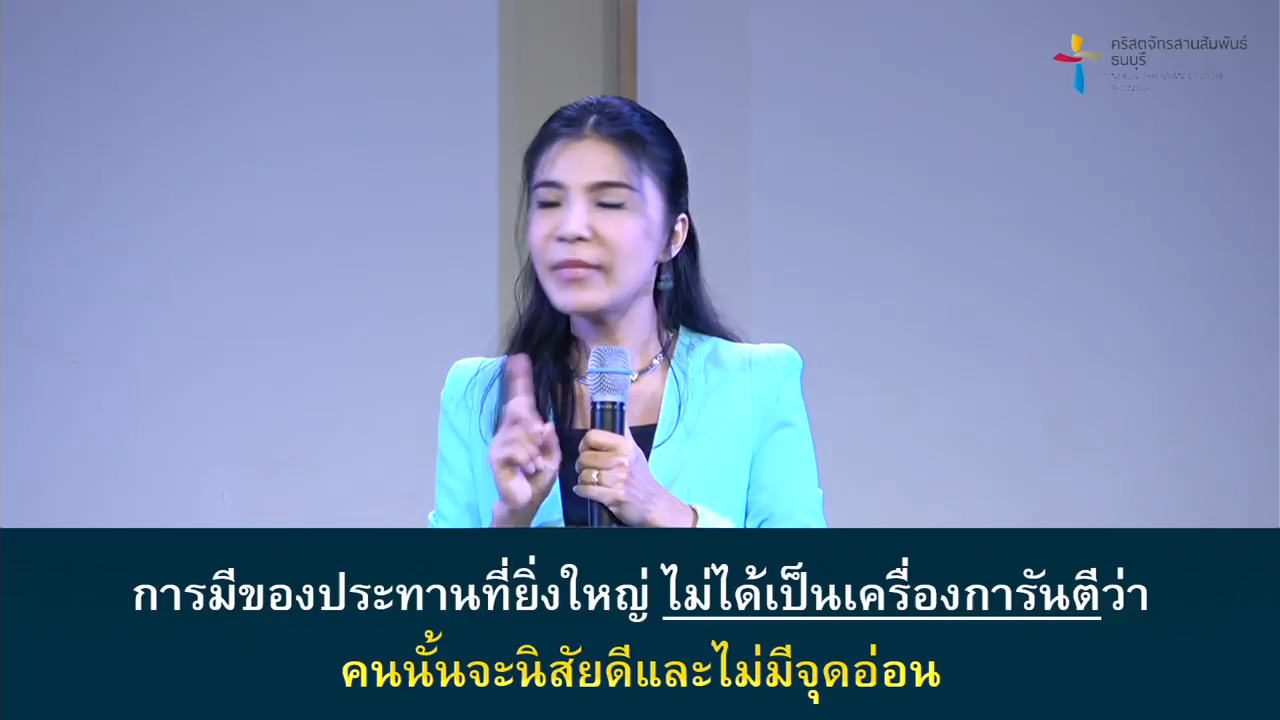 คริสตจักรสานสัมพันธ์
ธนบุรี
การมีของประทานที่ยิ่งใหญ่ ไม่ได้เป็นเครื่องการันตีว่า
คนนั้นจะนิสัยดีและไม่มีจุดอ่อน